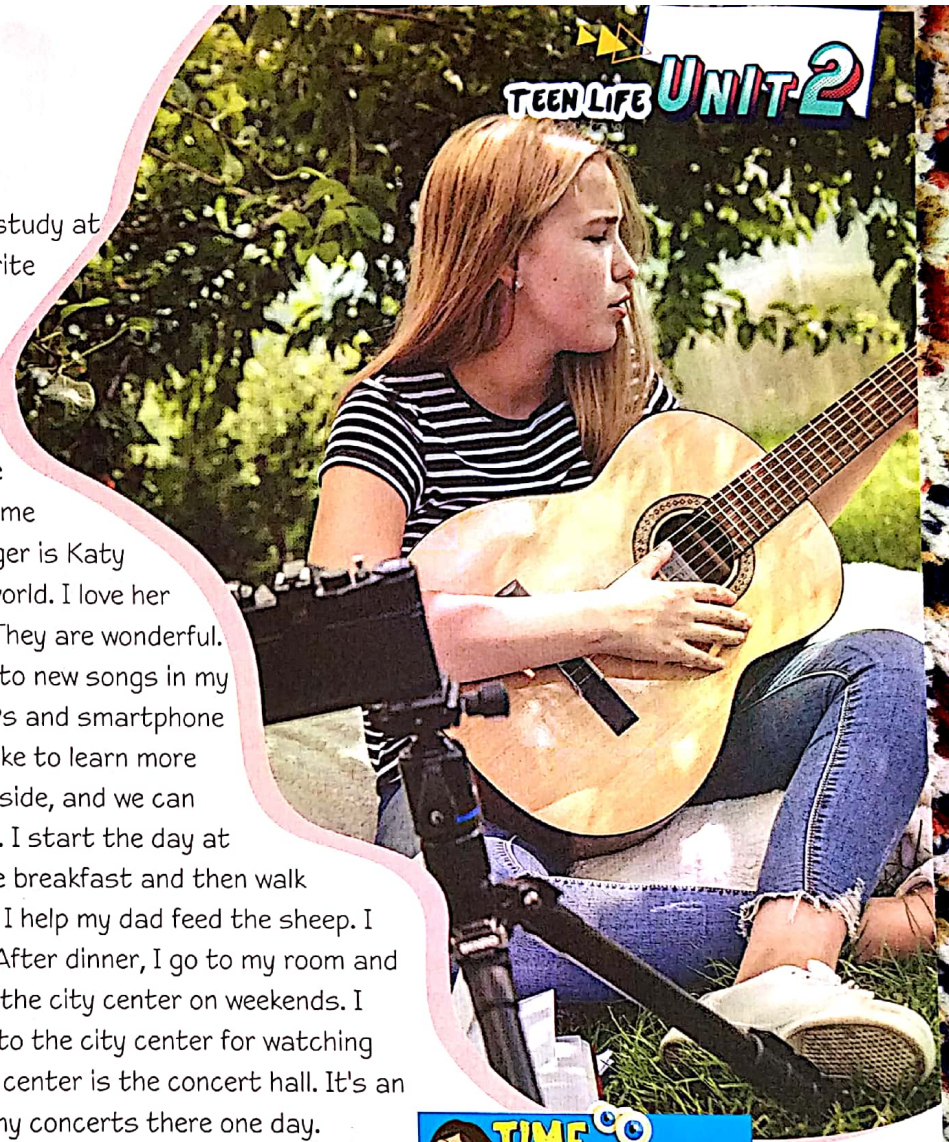 TEEN LIFE UNIT 2
study at
rite
me
ger is Katy
world. I love her
They are wonderful.
to new songs in my
s and smartphone
ke to learn more
side, and we can
. I start the day at
e breakfast and then walk
I help my dad feed the sheep. I
After dinner, I go to my room and
the city center on weekends. I
to the city center for watching
center is the concert hall. It's an
ny concerts there one day.
TIME